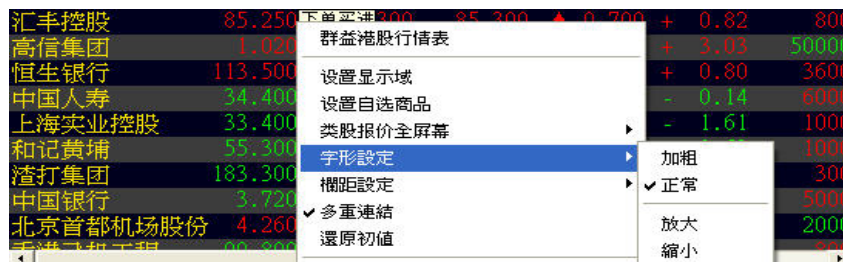 汇丰控股 85.250 下单买进 300 85.300 ▲ 0.700 + 0.82 800
高信集团 1.020 群益港股行情表 + 3.03 50000
恒生银行 113.500 设置显示域 + 0.80 3600
中国人寿 34.400 设置自选商品 - 0.14 6000
上海实业控股 33.400 类股报价全屏幕 - 1.61 1000
和记黄埔 55.300 字形設定 加粗 1000
渣打集团 183.300 欄距設定 ✓正常 300
中国银行 3.720 ✓多重連結 5000
北京首都机场股份 4.260 還原初值 放大 2000
縮小